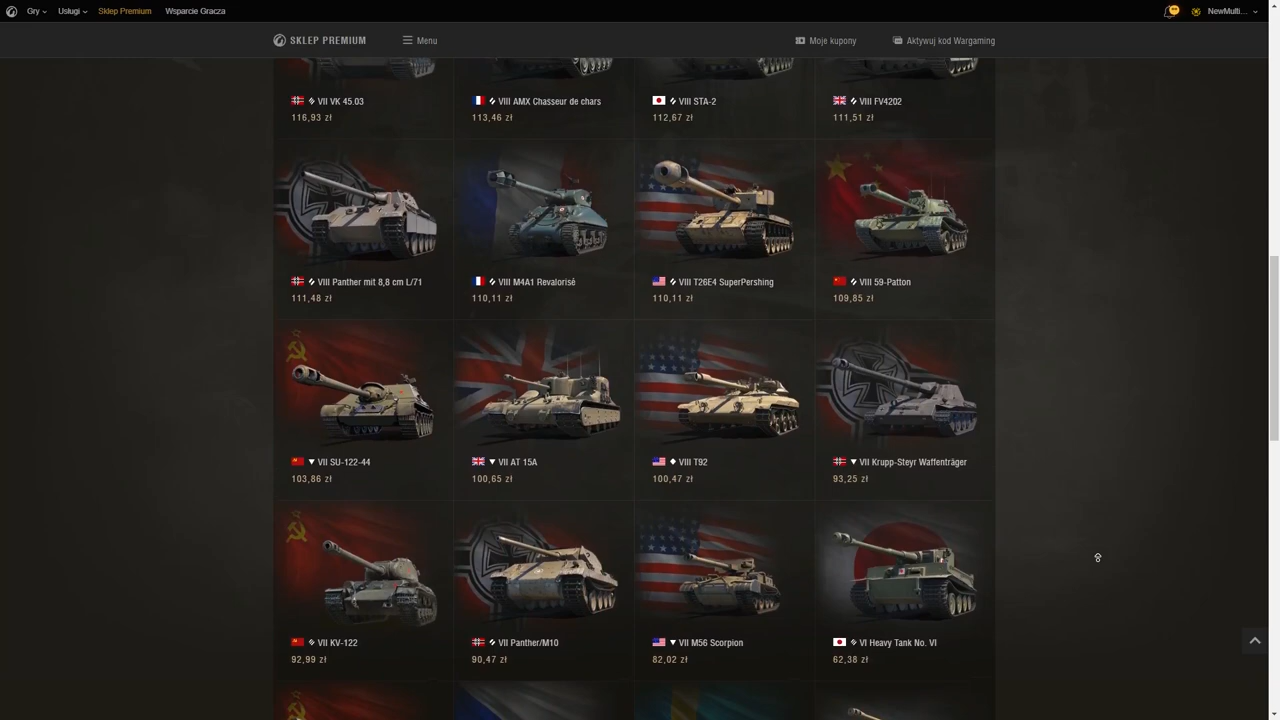 Gry Usługi Sklep Premium Wsparcie Gracza NewMulti...
SKLEP PREMIUM Menu Moje kupony Aktywuj kod Wargaming
VII VK 45.03 VIII AMX Chasseur de chars VIII STA-2 VIII FV4202
116,93 zł 113,46 zł 112,67 zł 111,51 zł
VIII Panther mit 8,8 cm L/71 VIII M4A1 Revalorisé VIII T26E4 SuperPershing VIII 59-Patton
111,48 zł 110,11 zł 110,11 zł 109,85 zł
VII SU-122-44 VII AT 15A VIII T92 VII Krupp-Steyr Waffenträger
103,86 zł 100,65 zł 100,47 zł 93,25 zł
VII KV-122 VII Panther/M10 VII M56 Scorpion VI Heavy Tank No. VI
92,99 zł 90,47 zł 82,02 zł 62,38 zł